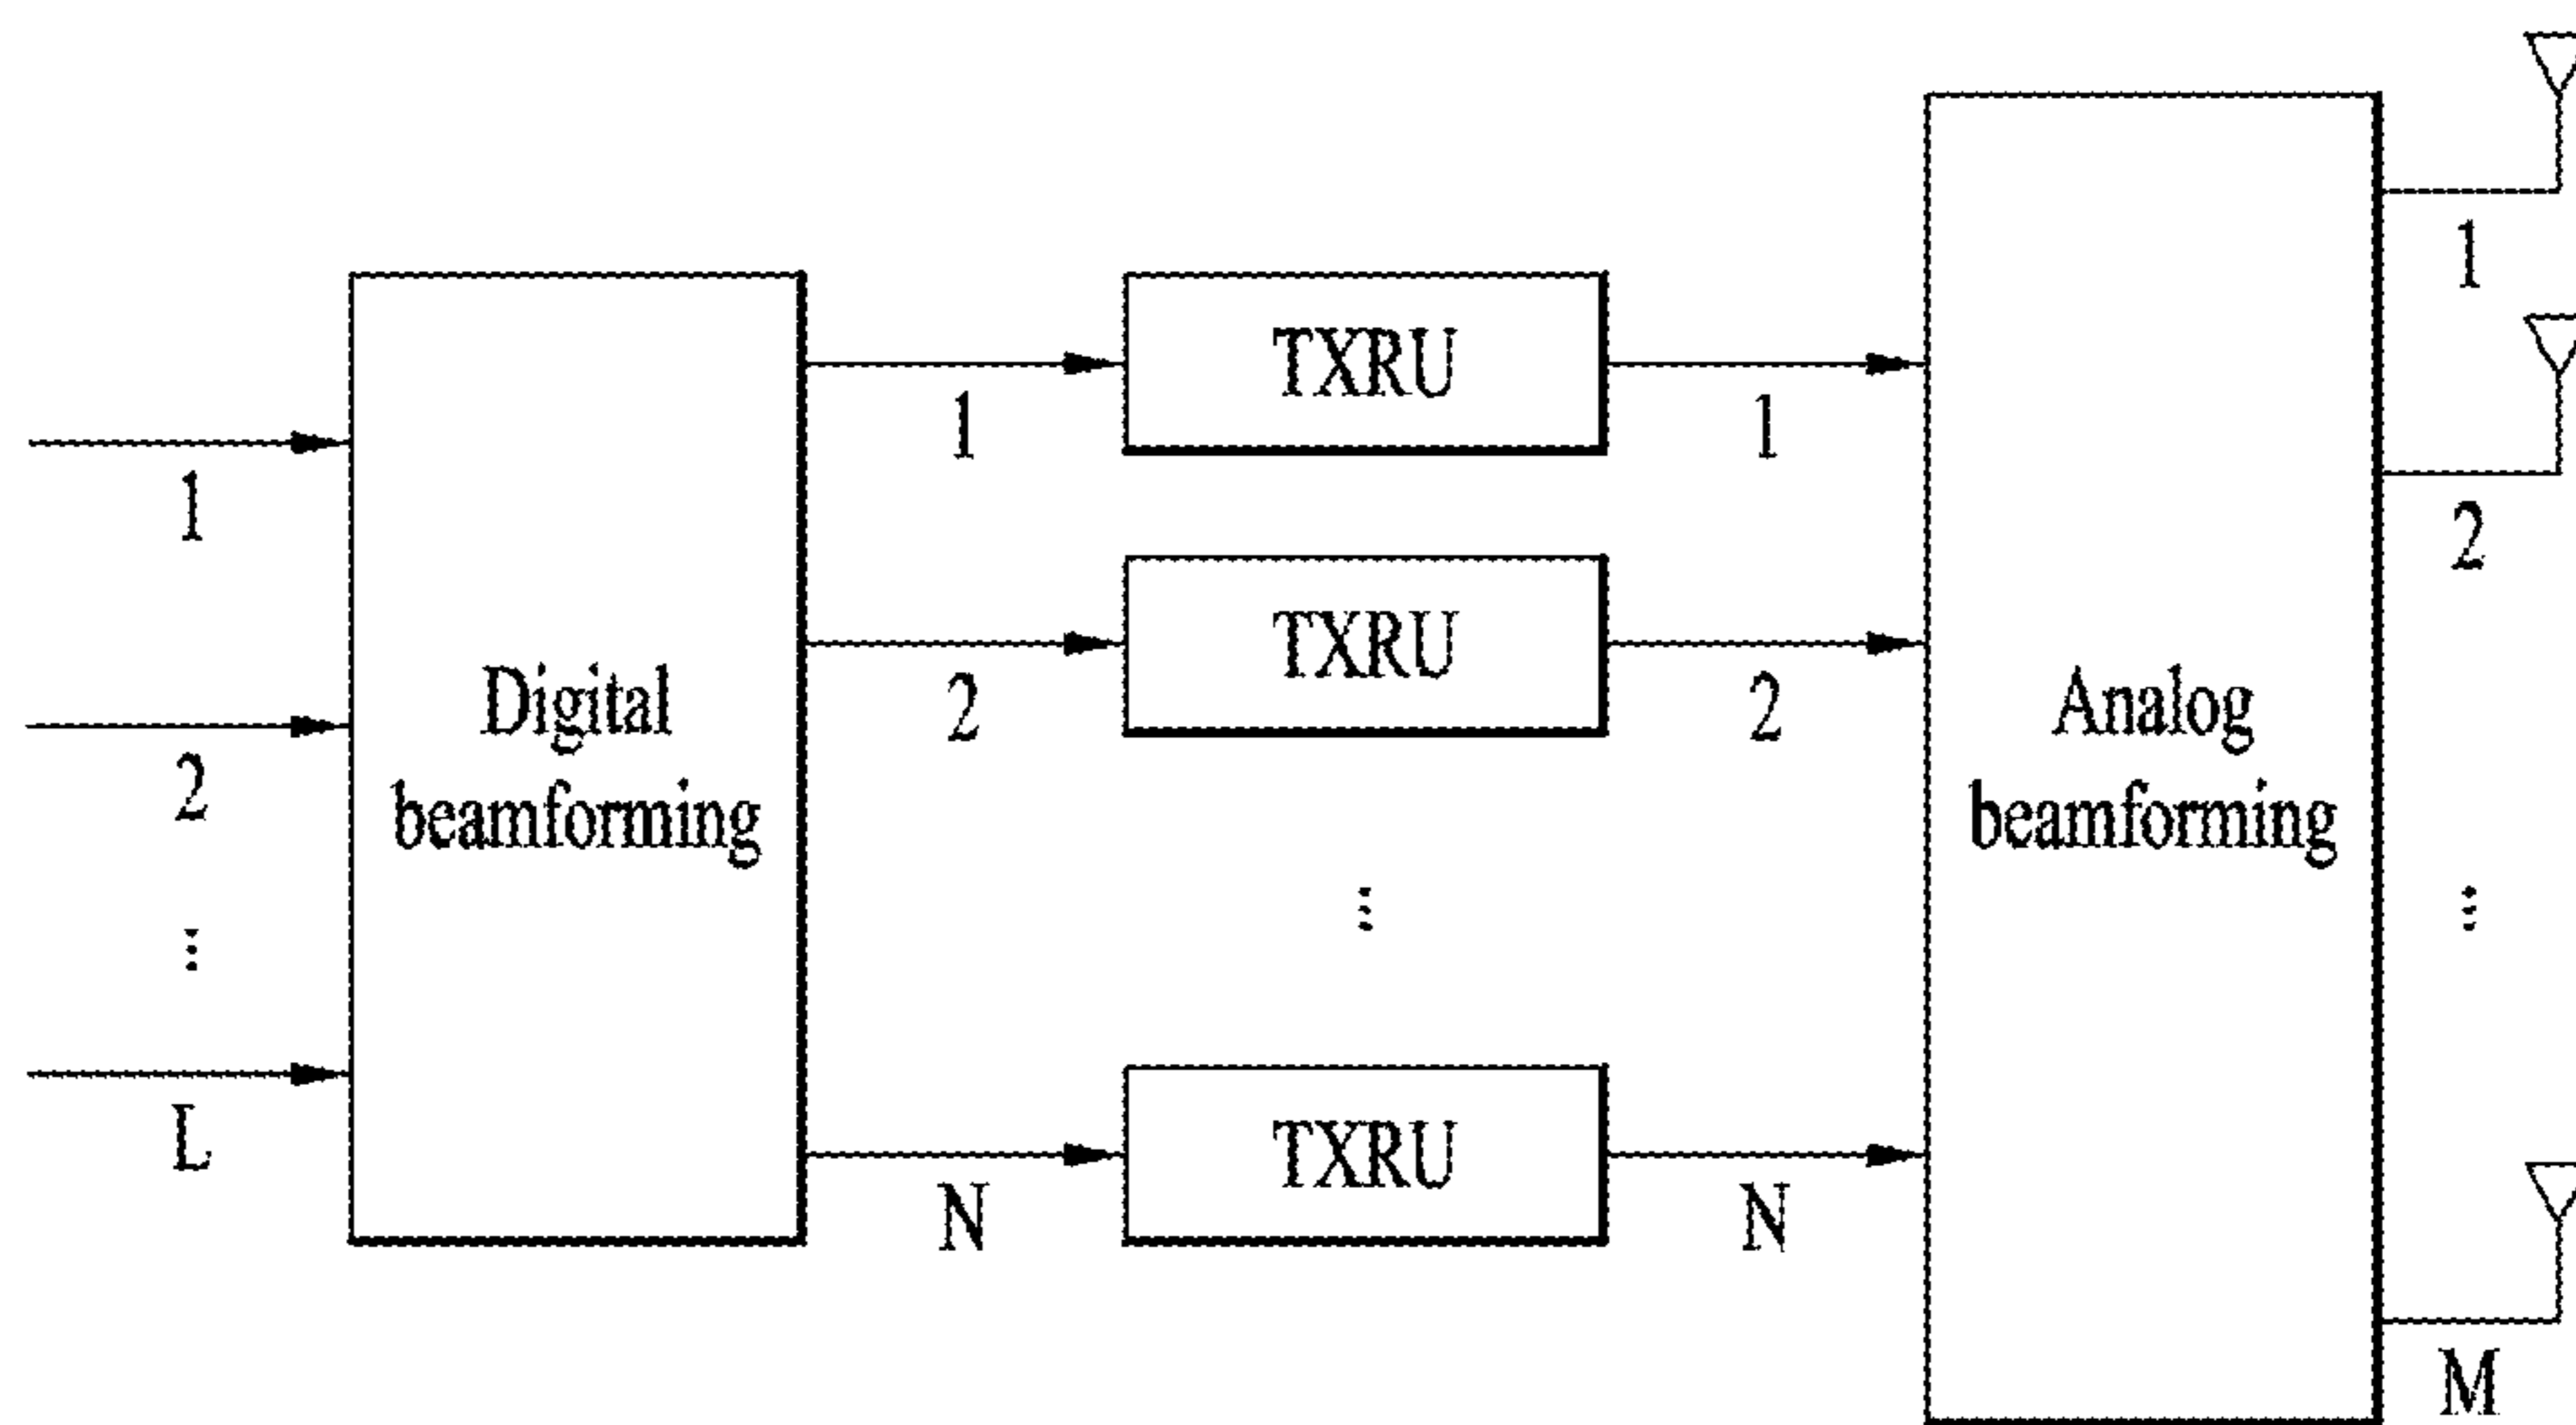 1
2
⋮
L
Digital
beamforming
1
2
N
TXRU
TXRU
⋮
TXRU
1
2
N
Analog
beamforming
1
2
⋮
M